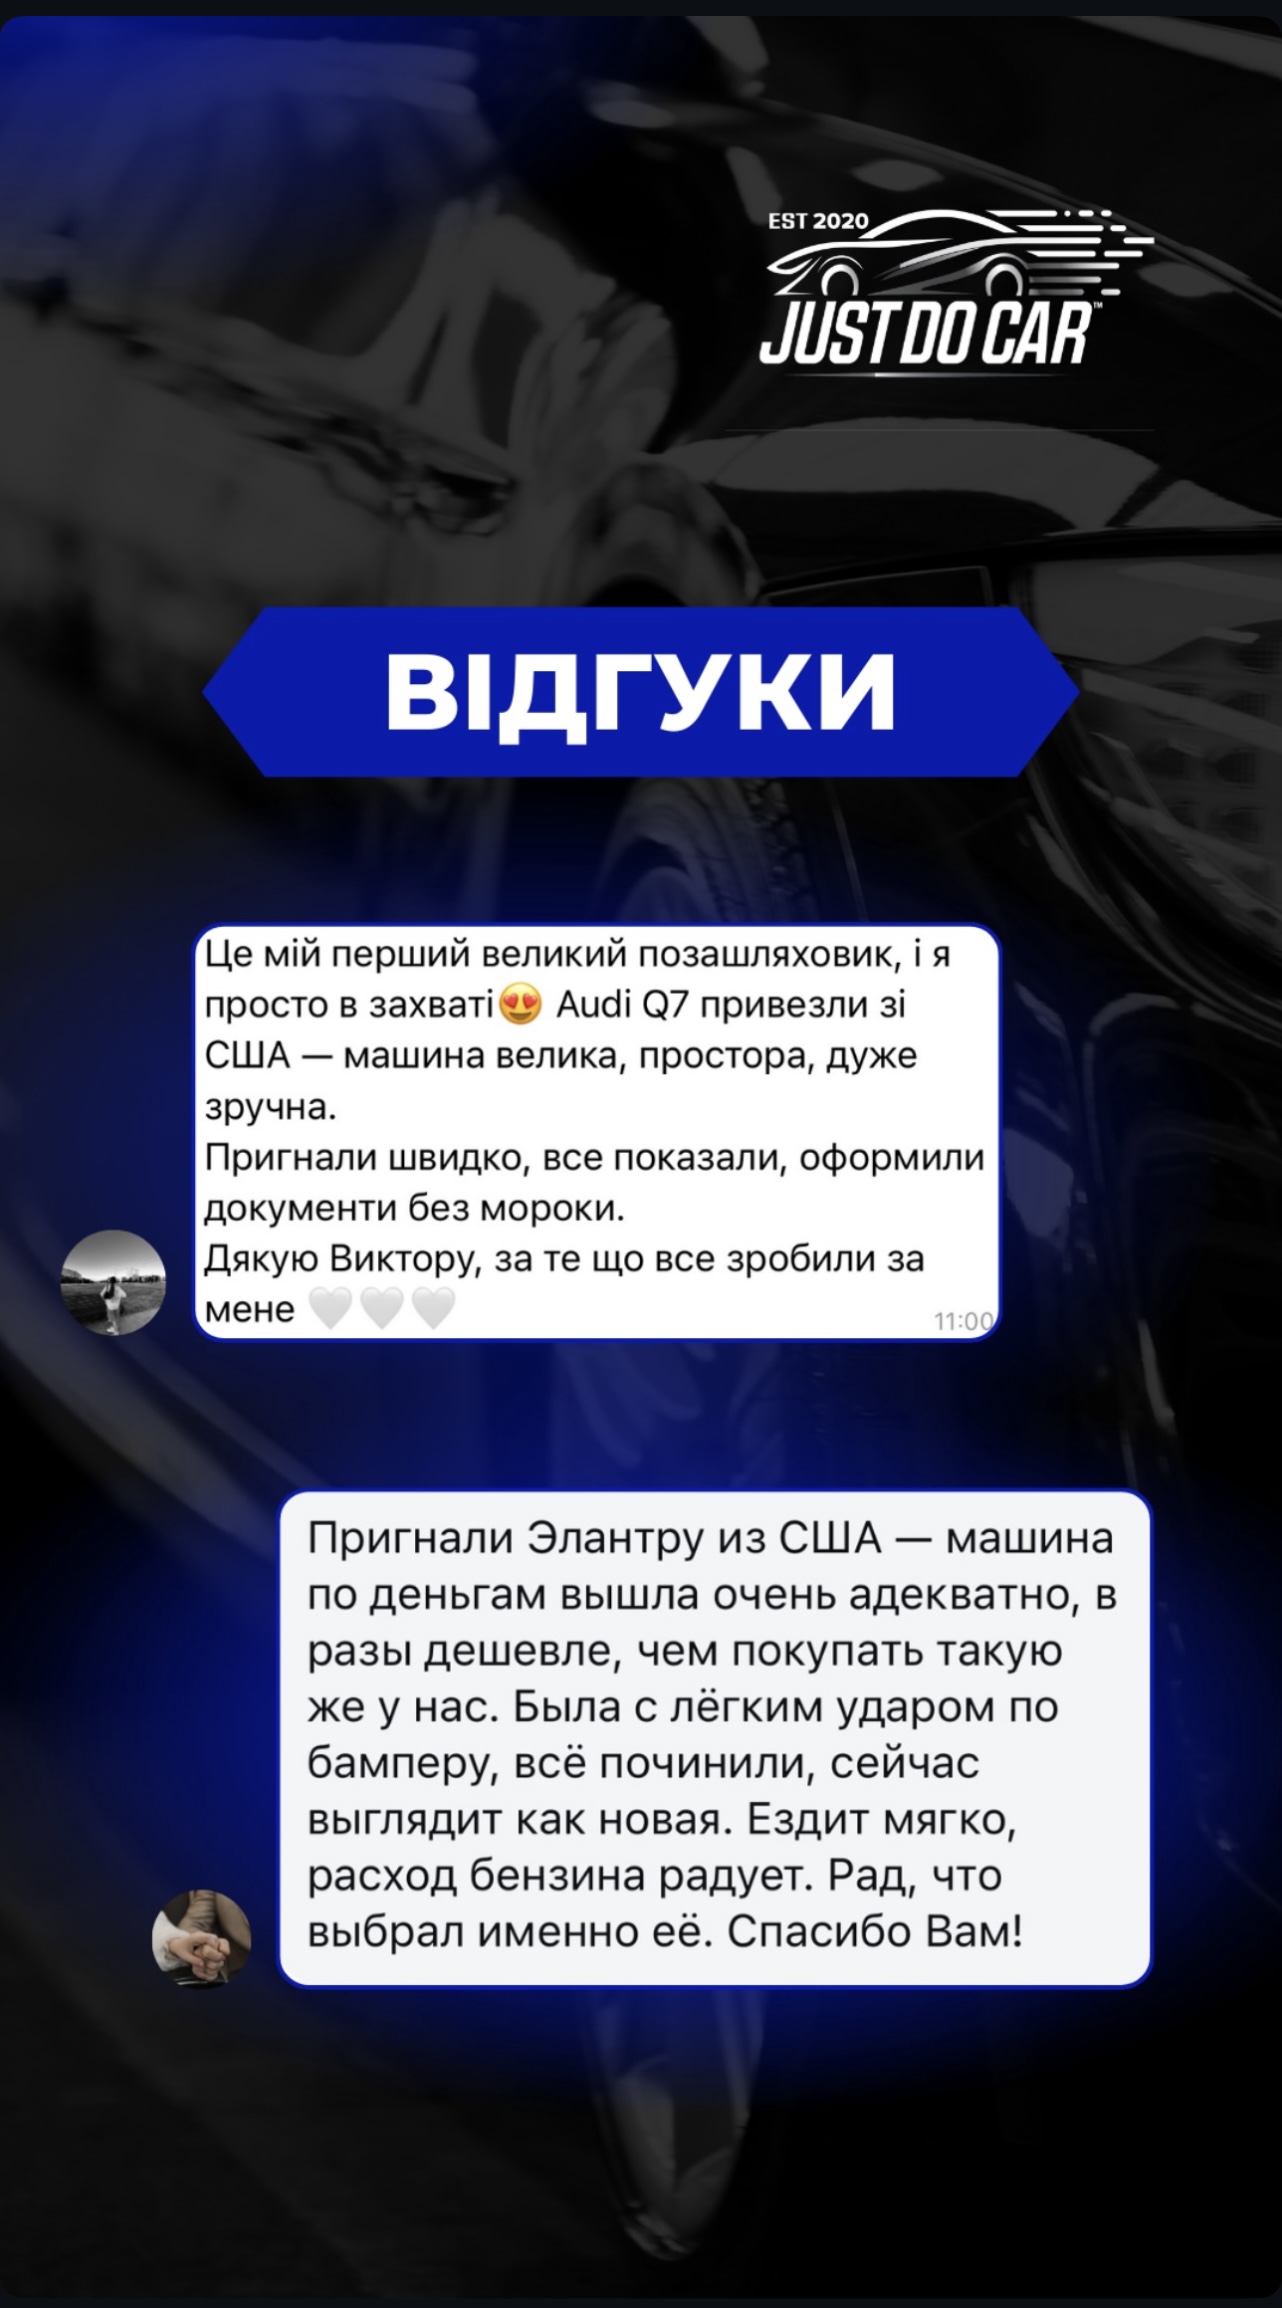 EST 2020
JUST DO CAR™
ВІДГУКИ
Це мій перший великий позашляховик, і я
просто в захваті😍 Audi Q7 привезли зі
США — машина велика, простора, дуже
зручна.
Пригнали швидко, все показали, оформили
документи без мороки.
Дякую Виктору, за те що все зробили за
мене 🤍🤍🤍
11:00
Пригнали Элантру из США — машина
по деньгам вышла очень адекватно, в
разы дешевле, чем покупать такую
же у нас. Была с лёгким ударом по
бамперу, всё починили, сейчас
выглядит как новая. Ездит мягко,
расход бензина радует. Рад, что
выбрал именно её. Спасибо Вам!